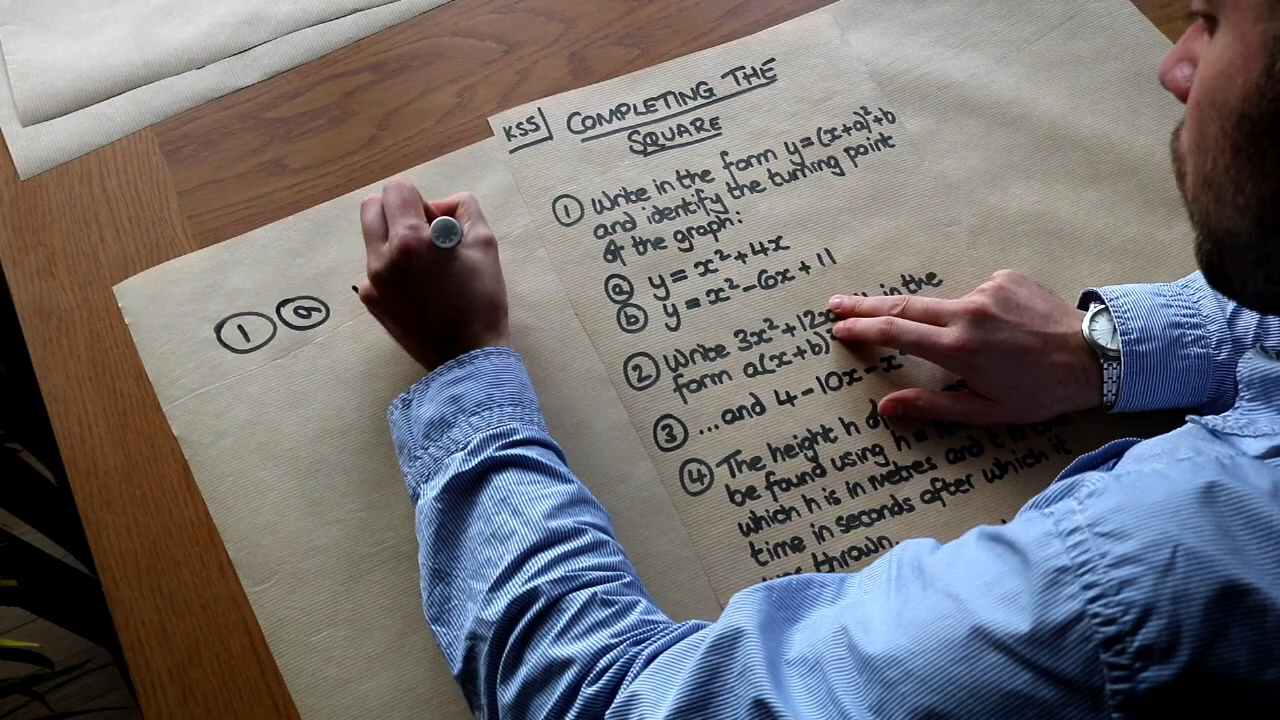 KS5
COMPLETING THE
SQUARE
① Write in the form y=(x+a)²+b
and identify the turning point
of the graph:
ⓐ y = x² + 4x
ⓑ y = x² - 6x + 11
② Write 3x² + 12x in the
form a(x+b)²
③ ...and 4 - 10x - x²
④ The height h
be found using h =
which h is in metres and t is
time in seconds after which it
thrown.
① ⓐ